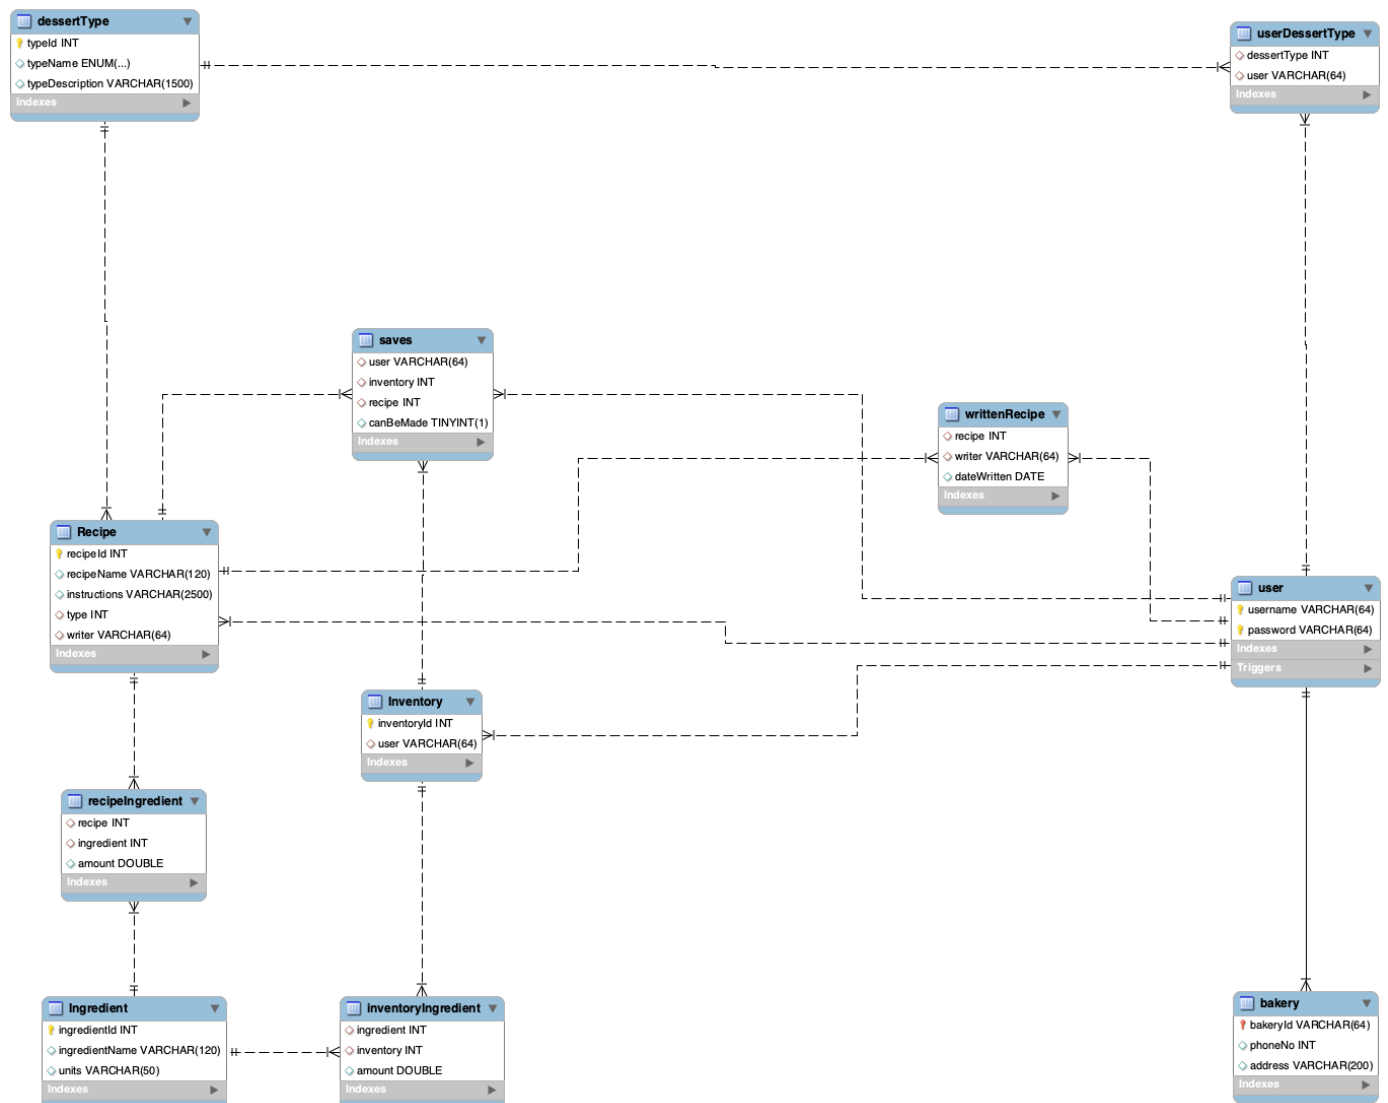 dessertType
typeId INT
typeName ENUM(...)
typeDescription VARCHAR(1500)
Indexes
userDessertType
dessertType INT
user VARCHAR(64)
Indexes
saves
user VARCHAR(64)
inventory INT
recipe INT
canBeMade TINYINT(1)
Indexes
writtenRecipe
recipe INT
writer VARCHAR(64)
dateWritten DATE
Indexes
Recipe
recipeId INT
recipeName VARCHAR(120)
instructions VARCHAR(2500)
type INT
writer VARCHAR(64)
Indexes
user
username VARCHAR(64)
password VARCHAR(64)
Indexes
Triggers
Inventory
inventoryId INT
user VARCHAR(64)
Indexes
recipeIngredient
recipe INT
ingredient INT
amount DOUBLE
Indexes
Ingredient
ingredientId INT
ingredientName VARCHAR(120)
units VARCHAR(50)
Indexes
inventoryIngredient
ingredient INT
inventory INT
amount DOUBLE
Indexes
bakery
bakeryId VARCHAR(64)
phoneNo INT
address VARCHAR(200)
Indexes